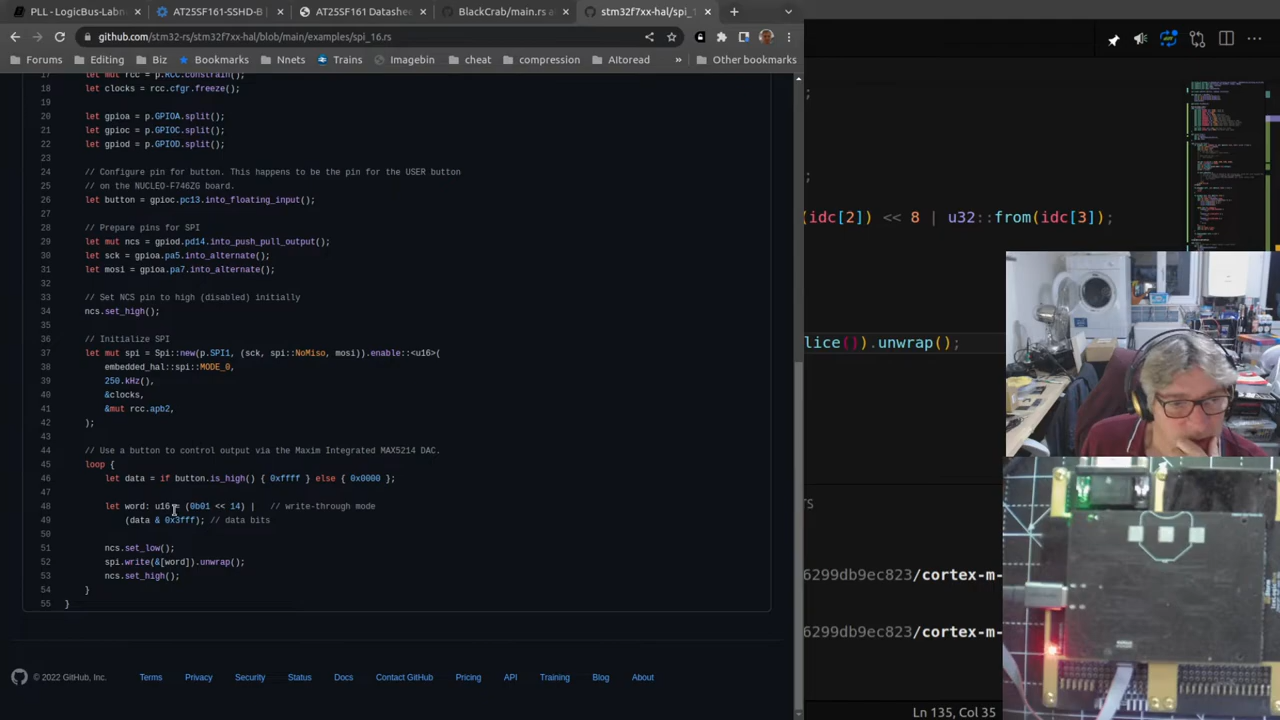 PLL - LogicBus-Labn
AT25SF161-SSHD-B
AT25SF161 Datashee
BlackCrab/main.rs a
stm32f7xx-hal/spi_1
github.com/stm32-rs/stm32f7xx-hal/blob/main/examples/spi_16.rs
Forums
Editing
Biz
Bookmarks
Nnets
Trains
Imagebin
cheat
compression
AItoread
»
Other bookmarks
17 let mut rcc = p.RCC.constrain();
18 let clocks = rcc.cfgr.freeze();
19
20 let gpioa = p.GPIOA.split();
21 let gpioc = p.GPIOC.split();
22 let gpiod = p.GPIOD.split();
23
24 // Configure pin for button. This happens to be the pin for the USER button
25 // on the NUCLEO-F746ZG board.
26 let button = gpioc.pc13.into_floating_input();
27
28 // Prepare pins for SPI
29 let mut ncs = gpiod.pd14.into_push_pull_output();
30 let sck = gpioa.pa5.into_alternate();
31 let mosi = gpioa.pa7.into_alternate();
32
33 // Set NCS pin to high (disabled) initially
34 ncs.set_high();
35
36 // Initialize SPI
37 let mut spi = Spi::new(p.SPI1, (sck, spi::NoMiso, mosi)).enable::<u16>(
38 embedded_hal::spi::MODE_0,
39 250.kHz(),
40 &clocks,
41 &mut rcc.apb2,
42 );
43
44 // Use a button to control output via the Maxim Integrated MAX5214 DAC.
45 loop {
46 let data = if button.is_high() { 0xffff } else { 0x0000 };
47
48 let word: u16 = (0b01 << 14) | // write-through mode
49 (data & 0x3fff); // data bits
50
51 ncs.set_low();
52 spi.write(&[word]).unwrap();
53 ncs.set_high();
54 }
55 }
© 2022 GitHub, Inc.
Terms
Privacy
Security
Status
Docs
Contact GitHub
Pricing
API
Training
Blog
About
;
;
(idc[2]) << 8 | u32::from(idc[3]);
lice()).unwrap();
rs
6299db9ec823/cortex-m-
6299db9ec823/cortex-m-
Ln 135, Col 35